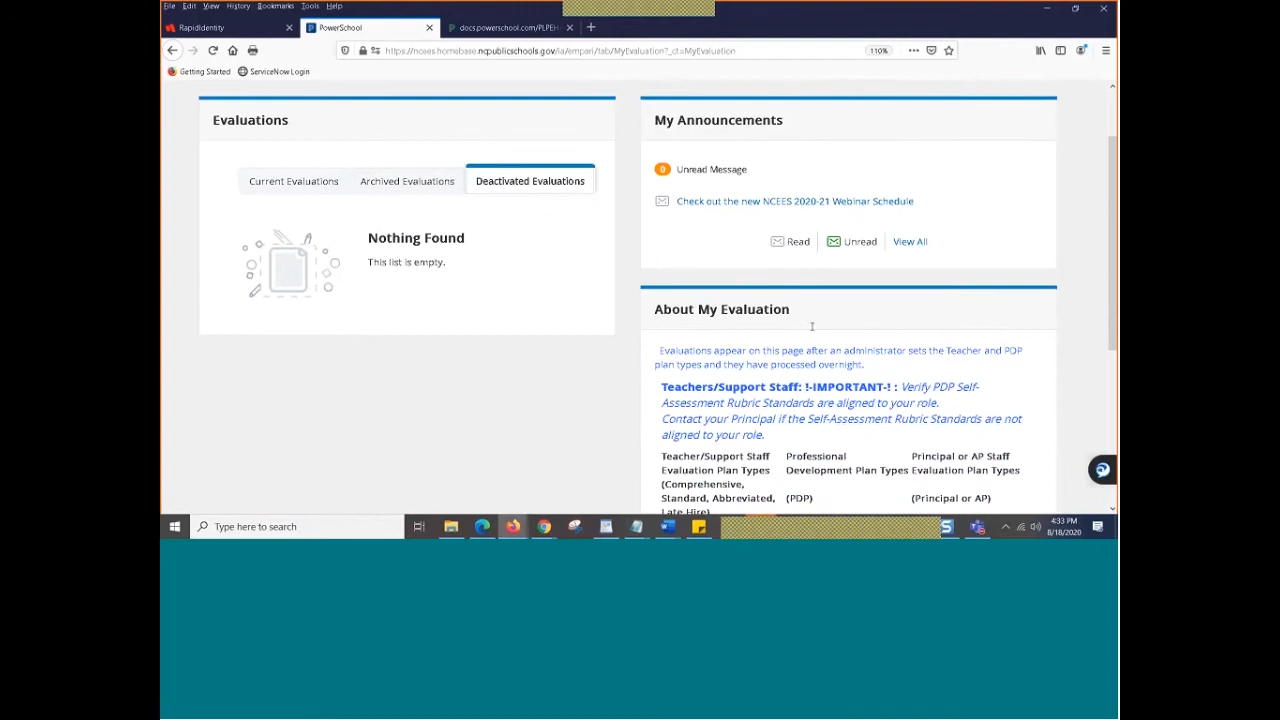 File Edit View History Bookmarks Tools Help
RapidIdentity
PowerSchool
docs.powerschool.com/PLPEH
https://ncees.homebase.ncpublicschools.gov/ia/empari/tab/MyEvaluation?_ct=MyEvaluation
110%
Getting Started ServiceNow Login
Evaluations
Current Evaluations Archived Evaluations Deactivated Evaluations
Nothing Found
This list is empty.
My Announcements
0 Unread Message
Check out the new NCEES 2020-21 Webinar Schedule
Read Unread View All
About My Evaluation
Evaluations appear on this page after an administrator sets the Teacher and PDP
plan types and they have processed overnight.
Teachers/Support Staff: !-IMPORTANT-! : Verify PDP Self-
Assessment Rubric Standards are aligned to your role.
Contact your Principal if the Self-Assessment Rubric Standards are not
aligned to your role.
Teacher/Support Staff Professional Principal or AP Staff
Evaluation Plan Types Development Plan Types Evaluation Plan Types
(Comprehensive,
Standard, Abbreviated, (PDP) (Principal or AP)
Late Hire)
Type here to search
4:33 PM
8/18/2020